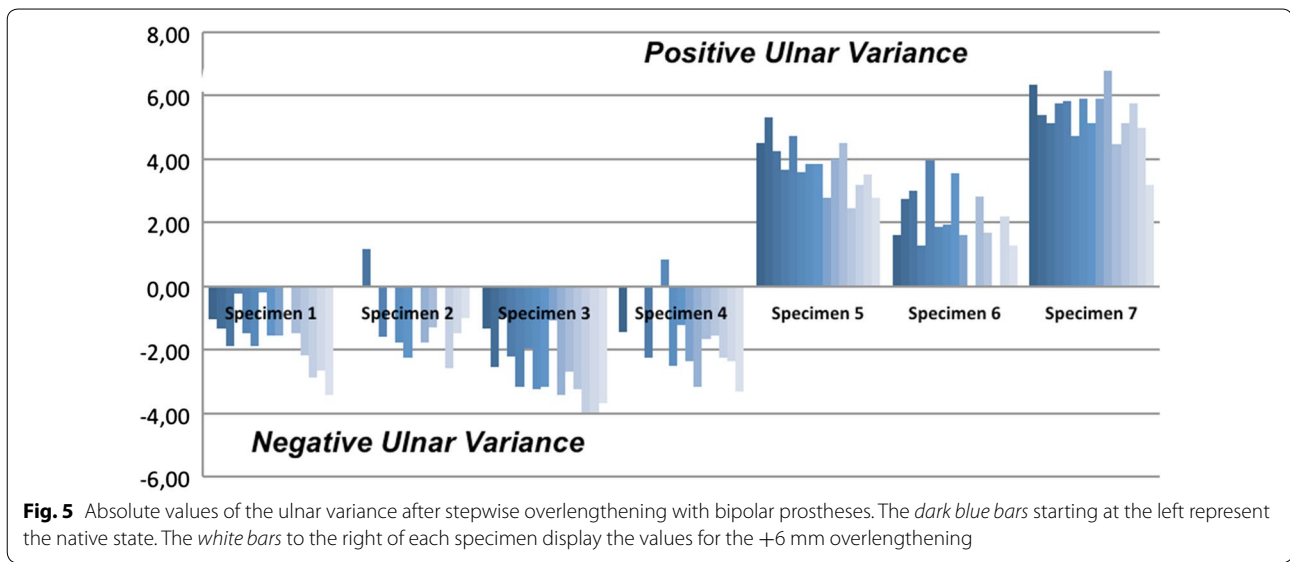 8,00
Positive Ulnar Variance
6,00
4,00
2,00
0,00
Specimen 1 Specimen 2 Specimen 3 Specimen 4 Specimen 5 Specimen 6 Specimen 7
-2,00
-4,00
Negative Ulnar Variance
-6,00
Fig. 5 Absolute values of the ulnar variance after stepwise overlengthening with bipolar prostheses. The dark blue bars starting at the left represent
the native state. The white bars to the right of each specimen display the values for the +6 mm overlengthening